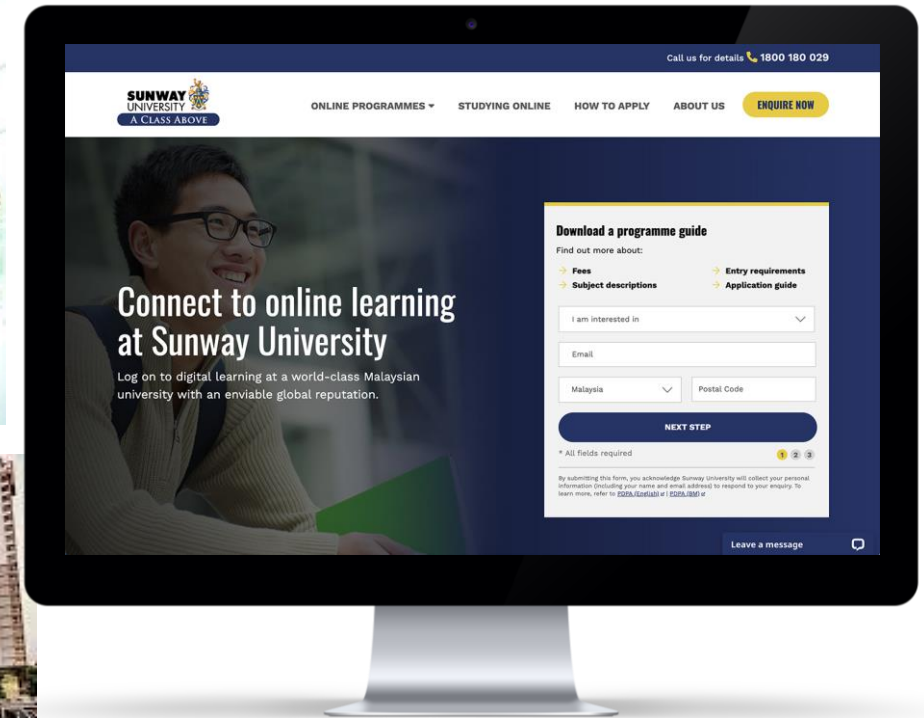 Call us for details 1800 180 029
SUNWAY
UNIVERSITY
A CLASS ABOVE
ONLINE PROGRAMMES STUDYING ONLINE HOW TO APPLY ABOUT US ENQUIRE NOW
Connect to online learning
at Sunway University
Log on to digital learning at a world-class Malaysian
university with an enviable global reputation.
Download a programme guide
Find out more about:
Fees
Entry requirements
Subject descriptions
Application guide
I am interested in
Email
Malaysia
Postal Code
NEXT STEP
* All fields required
1 2 3
By submitting this form, you acknowledge Sunway University will collect your personal
information (including your name and email address) to respond to your enquiry. To
learn more, refer to PDPA (English) | PDPA (BM)
Leave a message